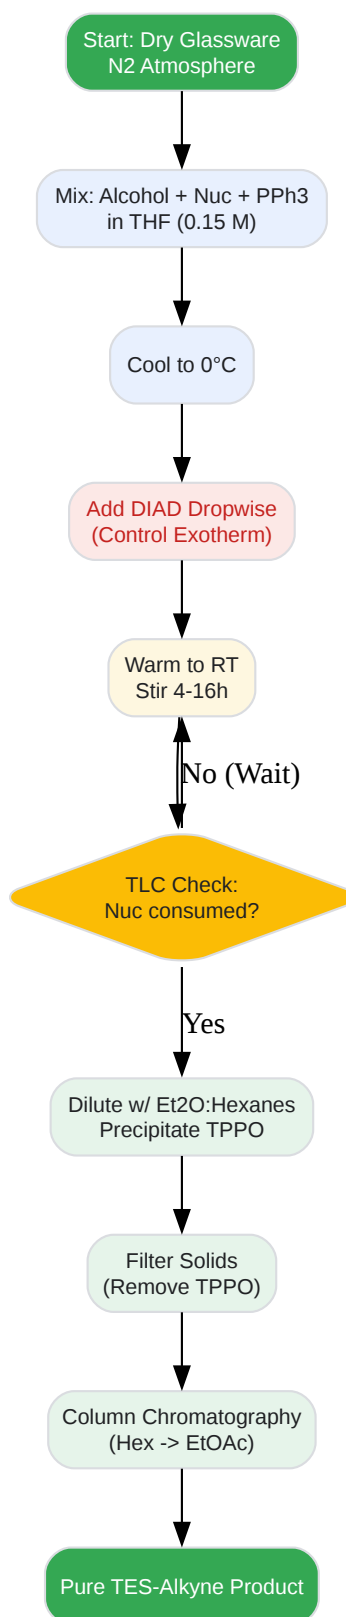 Start: Dry Glassware
N2 Atmosphere
Mix: Alcohol + Nuc + PPh3
in THF (0.15 M)
Cool to 0°C
Add DIAD Dropwise
(Control Exotherm)
Warm to RT
Stir 4-16h
No (Wait)
TLC Check:
Nuc consumed?
Yes
Dilute w/ Et2O:Hexanes
Precipitate TPPO
Filter Solids
(Remove TPPO)
Column Chromatography
(Hex -> EtOAc)
Pure TES-Alkyne Product